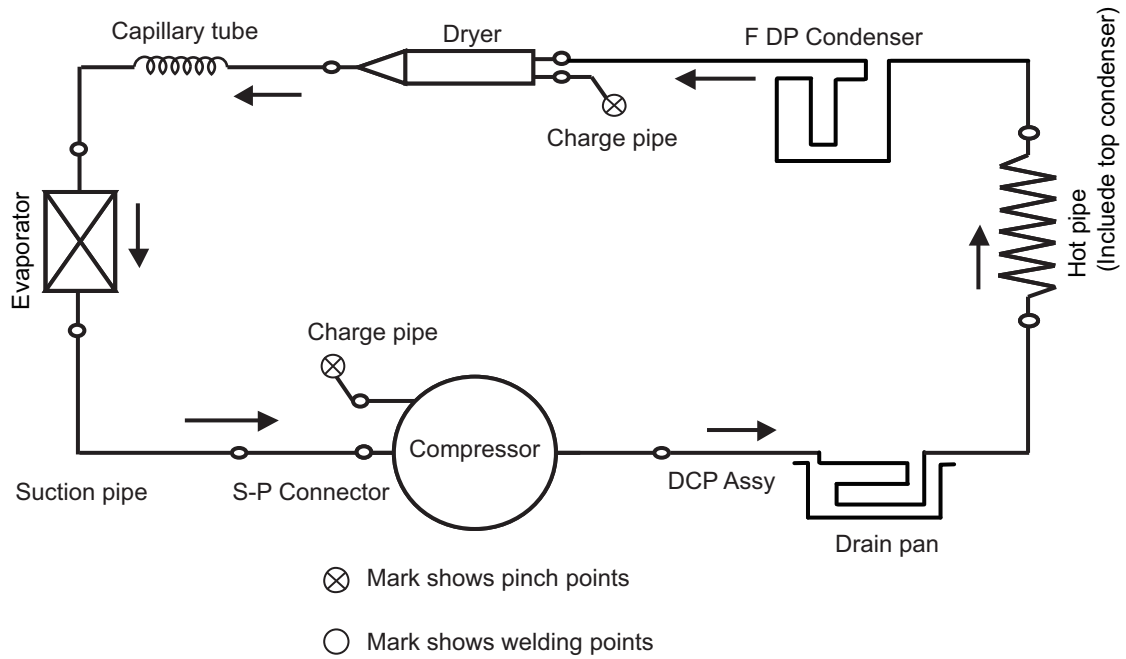 Capillary tube
Dryer
F DP Condenser
Charge pipe
Hot pipe
(Incluede top condenser)
Evaporator
Charge pipe
Compressor
Suction pipe
S-P Connector
DCP Assy
Drain pan
Mark shows pinch points
Mark shows welding points